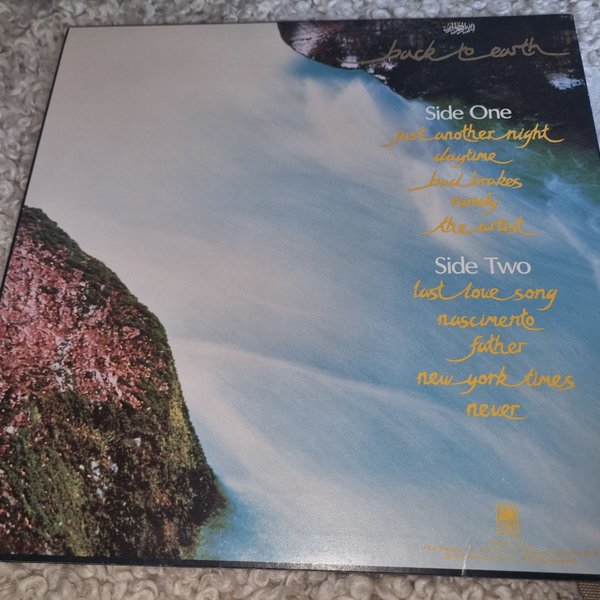 back to earth
Side One
just another night
daytime
bad brakes
randy
the artist
Side Two
last love song
nascimento
father
new york times
never